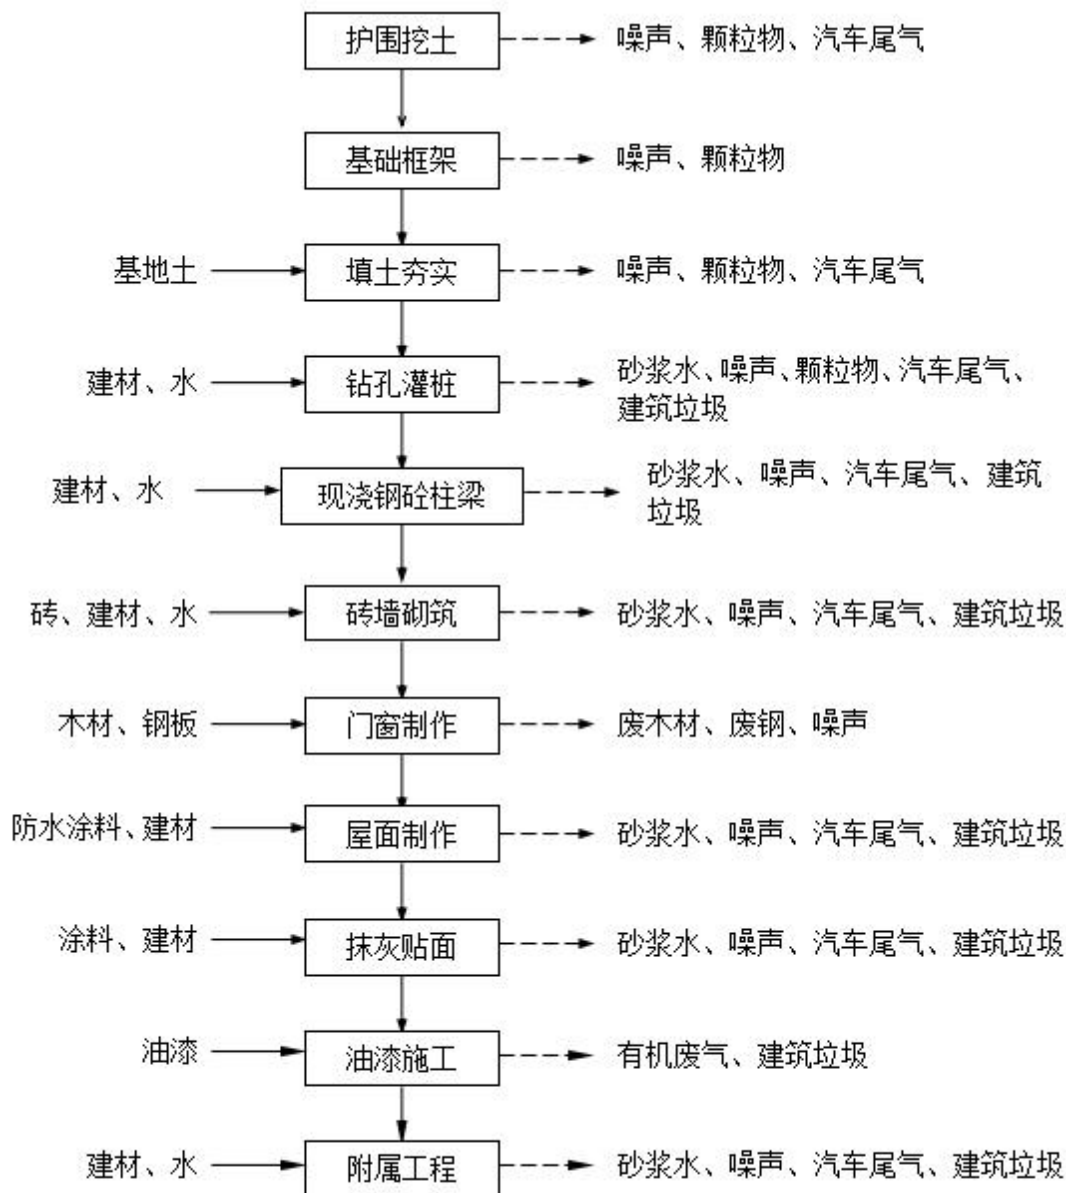 护围挖土 噪声、颗粒物、汽车尾气
基础框架 噪声、颗粒物
基地土 填土夯实 噪声、颗粒物、汽车尾气
建材、水 钻孔灌桩 砂浆水、噪声、颗粒物、汽车尾气、
建筑垃圾
建材、水 现浇钢砼柱梁 砂浆水、噪声、汽车尾气、建筑
垃圾
砖、建材、水 砖墙砌筑 砂浆水、噪声、汽车尾气、建筑垃圾
木材、钢板 门窗制作 废木材、废钢、噪声
防水涂料、建材 屋面制作 砂浆水、噪声、汽车尾气、建筑垃圾
涂料、建材 抹灰贴面 砂浆水、噪声、汽车尾气、建筑垃圾
油漆 油漆施工 有机废气、建筑垃圾
建材、水 附属工程 砂浆水、噪声、汽车尾气、建筑垃圾